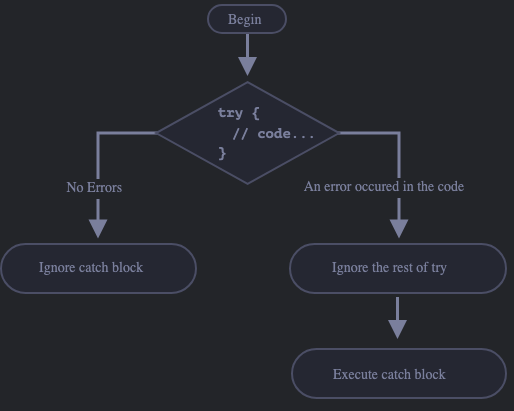 Begin
try {
// code...
}
No Errors
An error occured in the code
Ignore catch block
Ignore the rest of try
Execute catch block